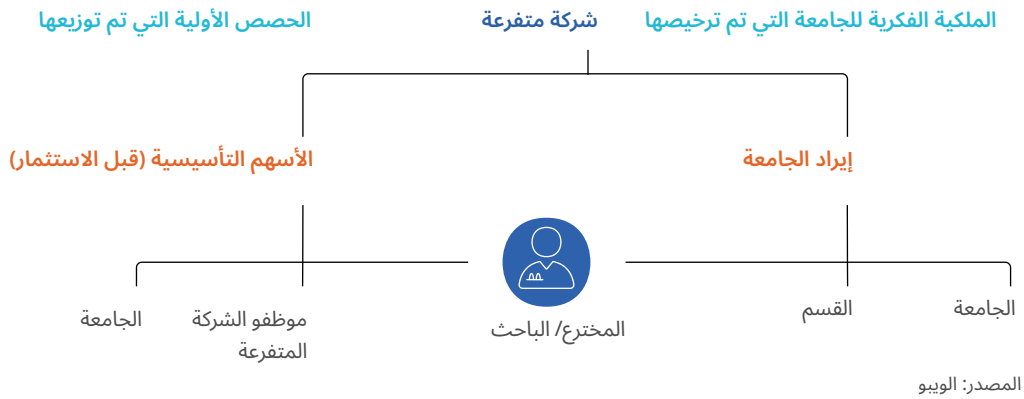 الملكية الفكرية للجامعة التي تم ترخيصها
شركة متفرعة
الحصص الأولية التي تم توزيعها
إيراد الجامعة
الأسهم التأسيسية (قبل الاستثمار)
الجامعة
القسم
المخترع/ الباحث
موظفو الشركة
المتفرعة
الجامعة
المصدر: الويبو